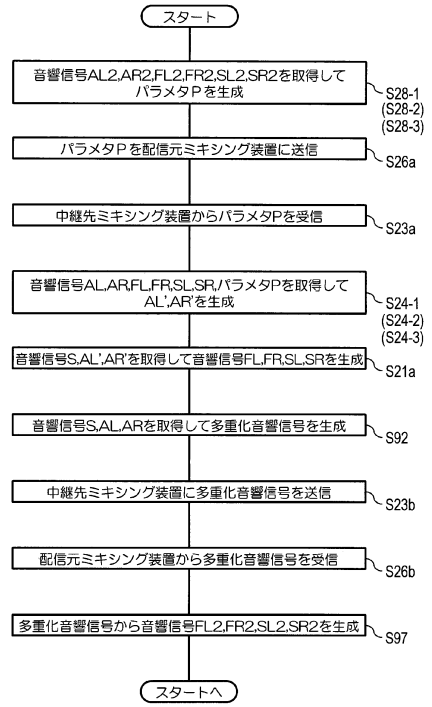 スタート
音響信号AL2,AR2,FL2,FR2,SL2,SR2を取得して
パラメタPを生成
S28-1
(S28-2)
(S28-3)
パラメタPを配信元ミキシング装置に送信
S26a
中継先ミキシング装置からパラメタPを受信
S23a
音響信号AL,AR,FL,FR,SL,SR,パラメタPを取得して
AL',AR'を生成
S24-1
(S24-2)
(S24-3)
音響信号S,AL',AR'を取得して音響信号FL,FR,SL,SRを生成
S21a
音響信号S,AL,ARを取得して多重化音響信号を生成
S92
中継先ミキシング装置に多重化音響信号を送信
S23b
配信元ミキシング装置から多重化音響信号を受信
S26b
多重化音響信号から音響信号FL2,FR2,SL2,SR2を生成
S97
スタートへ